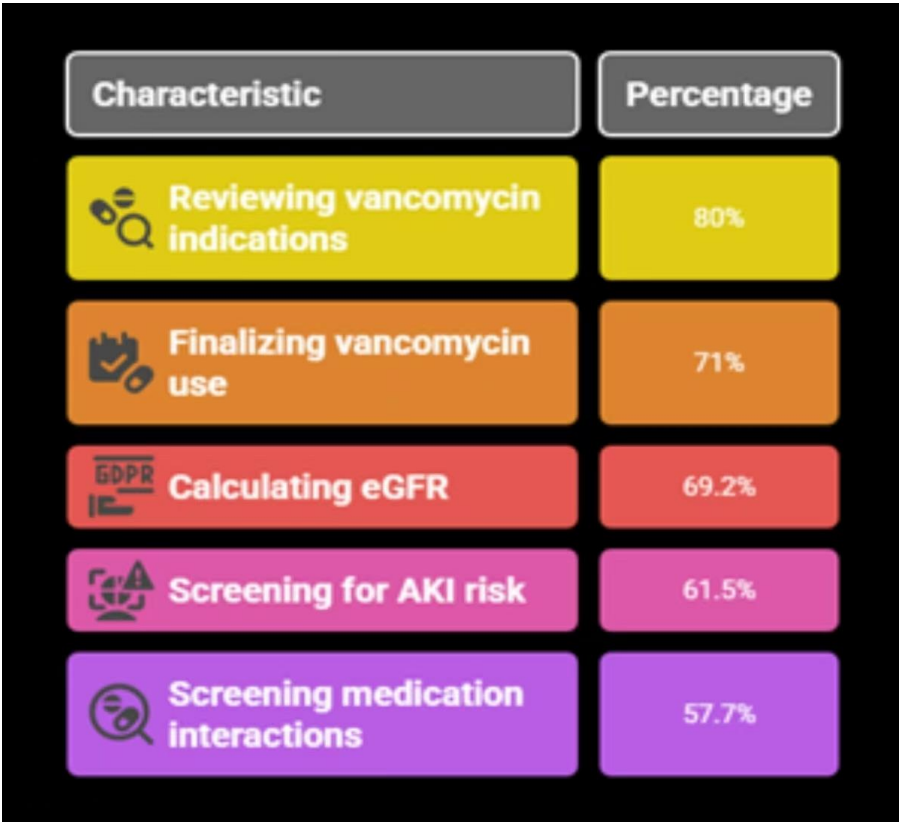 Characteristic
Percentage
Reviewing vancomycin
indications
80%
Finalizing vancomycin
use
71%
GDPR
Calculating eGFR
69.2%
Screening for AKI risk
61.5%
Screening medication
interactions
57.7%